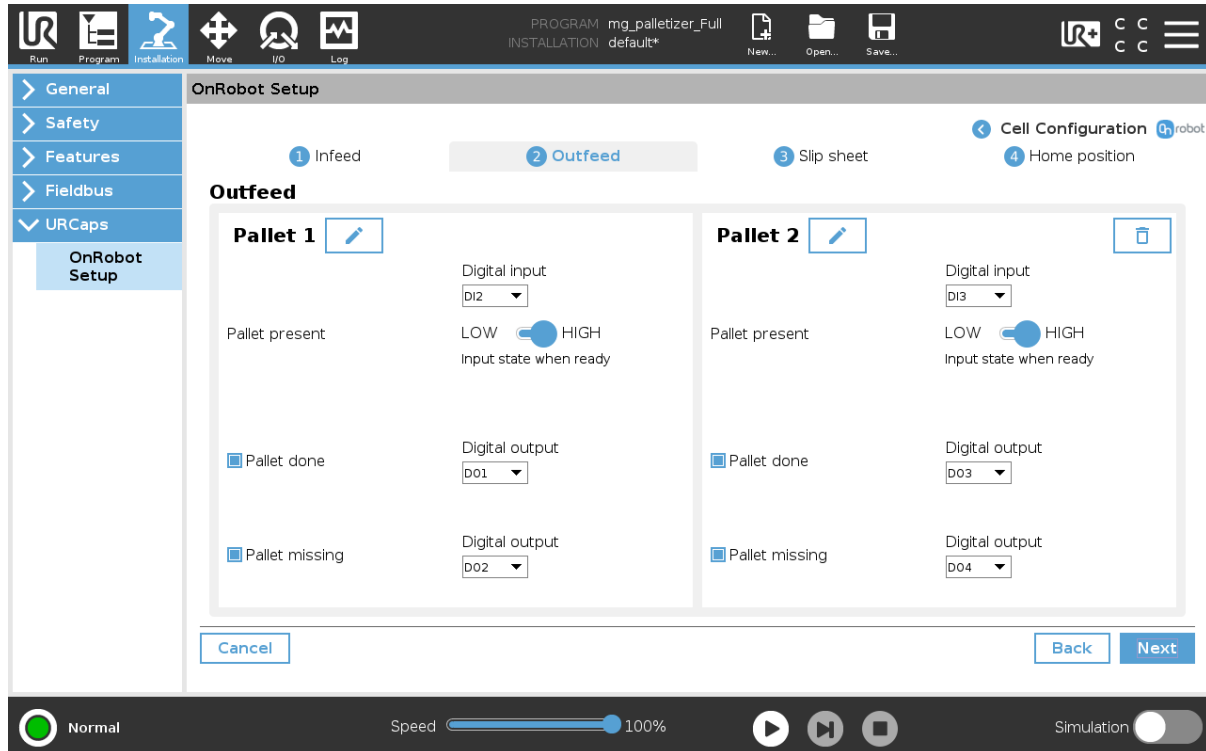 PROGRAM mg_palletizer_Full
INSTALLATION default*
Run Program Installation Move I/O Log New... Open... Save...
UR+ C C
C C
General
Safety
Features
Fieldbus
URCaps
OnRobot
Setup
OnRobot Setup
Cell Configuration OnRobot
1 Infeed 2 Outfeed 3 Slip sheet 4 Home position
Outfeed
Pallet 1
Digital input
DI2
Pallet present LOW HIGH
Input state when ready
Pallet done
Digital output
DO1
Pallet missing
Digital output
DO2
Pallet 2
Digital input
DI3
Pallet present LOW HIGH
Input state when ready
Pallet done
Digital output
DO3
Pallet missing
Digital output
DO4
Cancel Back Next
Normal Speed 100% Simulation